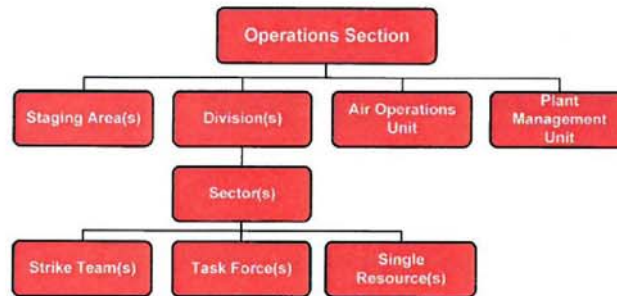 Operations Section
Staging Area(s)
Division(s)
Air Operations
Unit
Plant
Management
Unit
Sector(s)
Strike Team(s)
Task Force(s)
Single
Resource(s)